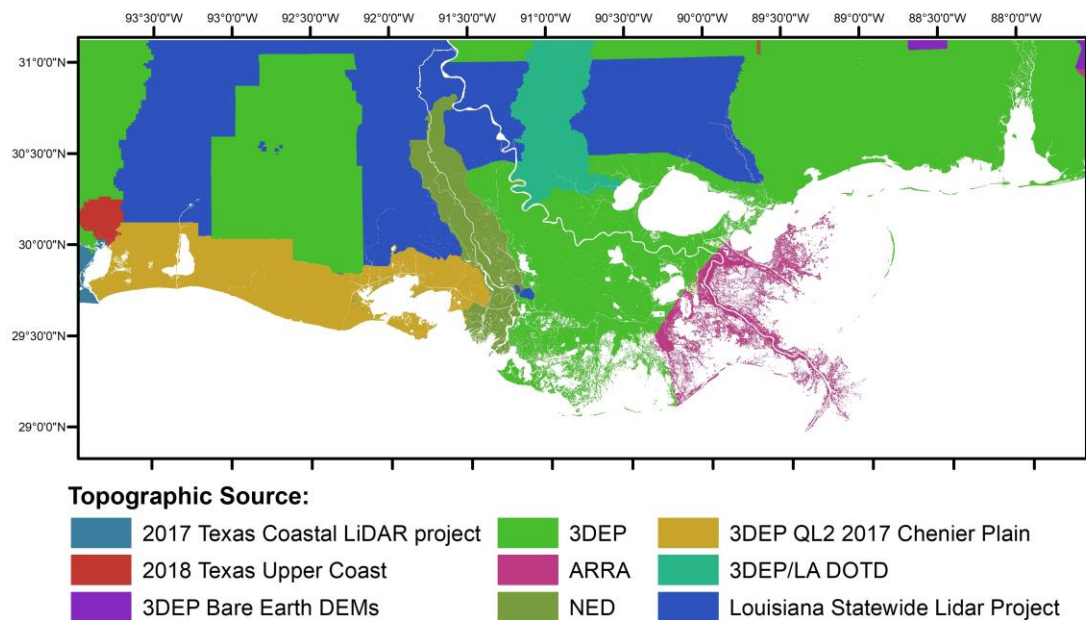 93°30'0"W 93°0'0"W 92°30'0"W 92°0'0"W 91°30'0"W 91°0'0"W 90°30'0"W 90°0'0"W 89°30'0"W 89°0'0"W 88°30'0"W 88°0'0"W
31°0'0"N
30°30'0"N
30°0'0"N
29°30'0"N
29°0'0"N
Topographic Source:
2017 Texas Coastal LiDAR project 3DEP 3DEP QL2 2017 Chenier Plain
2018 Texas Upper Coast ARRA 3DEP/LA DOTD
3DEP Bare Earth DEMs NED Louisiana Statewide Lidar Project